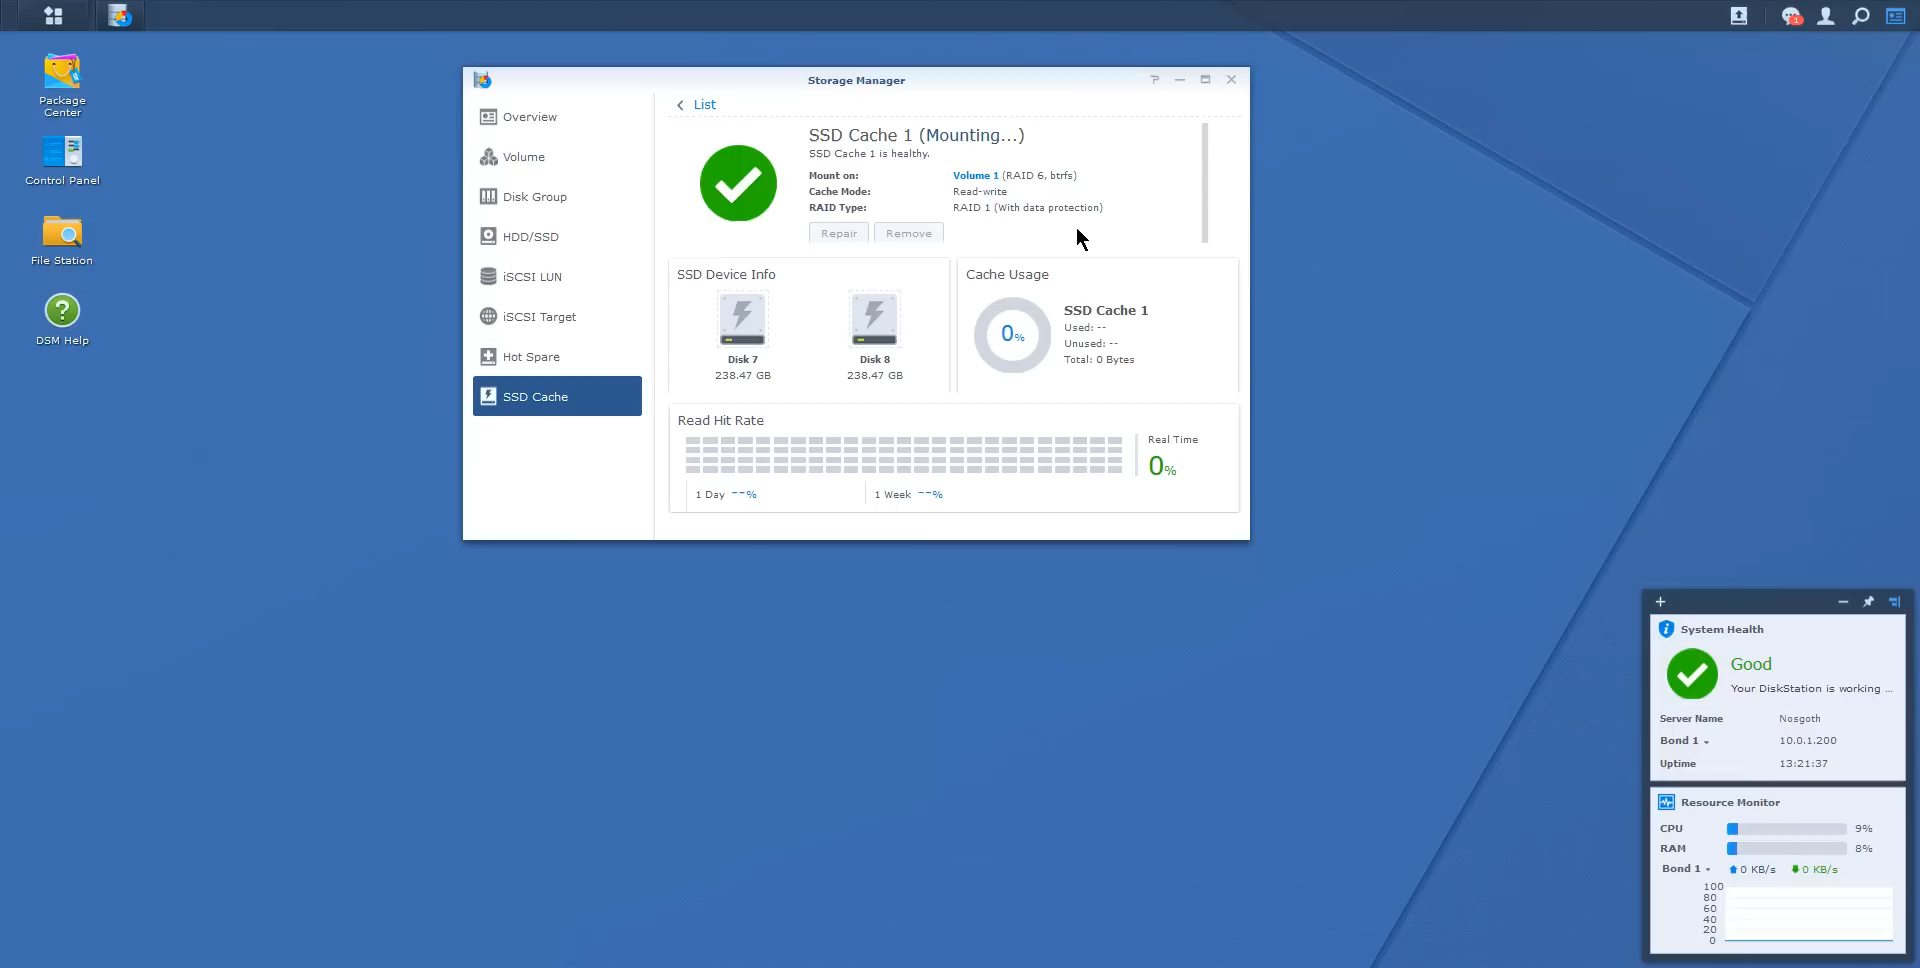 1
Package
Center
Control Panel
File Station
DSM Help
Storage Manager
Overview
Volume
Disk Group
HDD/SSD
iSCSI LUN
iSCSI Target
Hot Spare
SSD Cache
List
SSD Cache 1 (Mounting...)
SSD Cache 1 is healthy.
Mount on: Volume 1 (RAID 6, btrfs)
Cache Mode: Read-write
RAID Type: RAID 1 (With data protection)
Repair Remove
SSD Device Info
Disk 7 Disk 8
238.47 GB 238.47 GB
Cache Usage
0%
SSD Cache 1
Used: --
Unused: --
Total: 0 Bytes
Read Hit Rate
Real Time
0%
1 Day --% 1 Week --%
System Health
Good
Your DiskStation is working ...
Server Name Nosgoth
Bond 1 10.0.1.200
Uptime 13:21:37
Resource Monitor
CPU 9%
RAM 8%
Bond 1 0 KB/s 0 KB/s
100
80
60
40
20
0